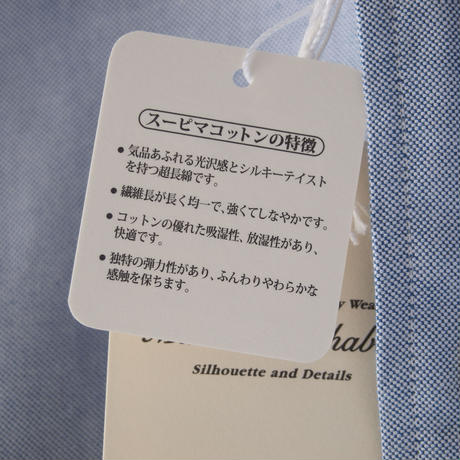 スーピマコットンの特徴
● 気品あふれる光沢感とシルキーテイスト
を持つ超長綿です。
● 繊維長が長く均一で、強くてしなやかです。
● コットンの優れた吸湿性、放湿性があり、
快適です。
● 独特の弾力性があり、ふんわりやわらかな
感触を保ちます。
Silhouette and Details